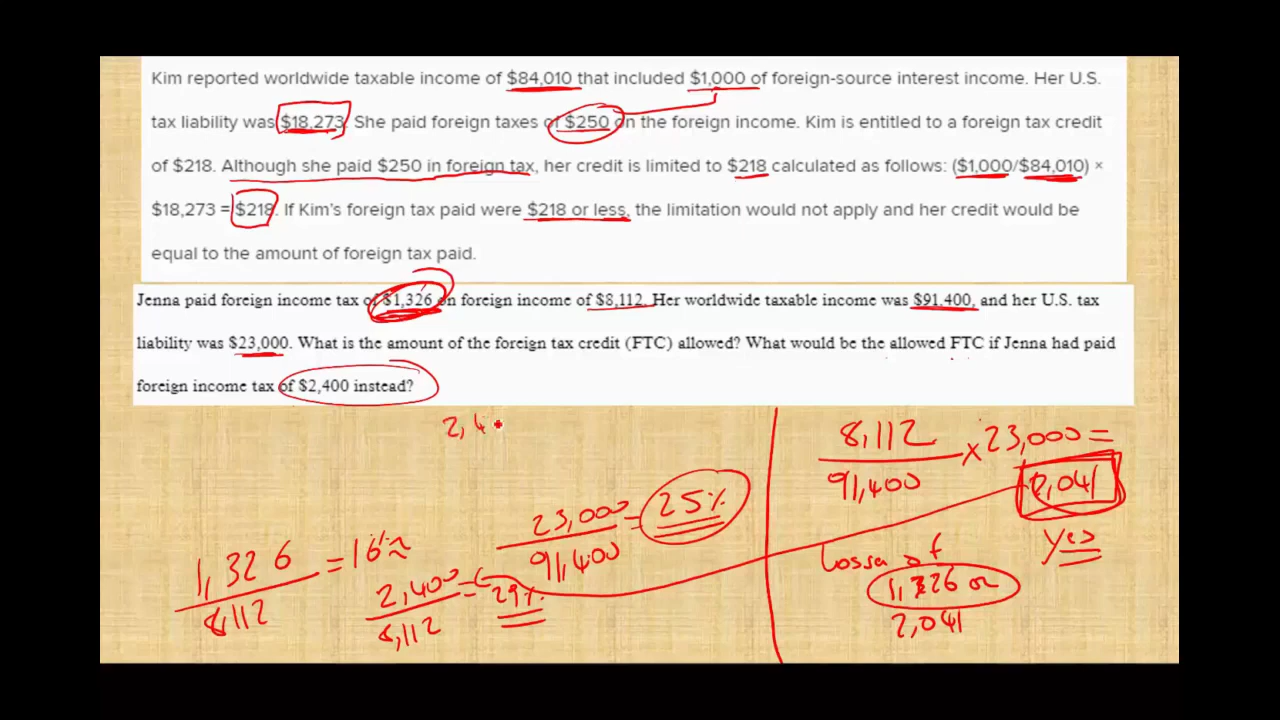 Kim reported worldwide taxable income of $84,010 that included $1,000 of foreign-source interest income. Her U.S.
tax liability was $18,273. She paid foreign taxes of $250 on the foreign income. Kim is entitled to a foreign tax credit
of $218. Although she paid $250 in foreign tax, her credit is limited to $218 calculated as follows: ($1,000/$84,010) ×
$18,273 = $218. If Kim's foreign tax paid were $218 or less, the limitation would not apply and her credit would be
equal to the amount of foreign tax paid.
Jenna paid foreign income tax of $1,326 on foreign income of $8,112. Her worldwide taxable income was $91,400, and her U.S. tax
liability was $23,000. What is the amount of the foreign tax credit (FTC) allowed? What would be the allowed FTC if Jenna had paid
foreign income tax of $2,400 instead?
2,4
1,326
8,112
= 16%
2,400
8,112
= 29%
23,000
91,400
= 25%
8,112
91,400
× 23,000 =
2,041
yes
of
1,326 or
2,041